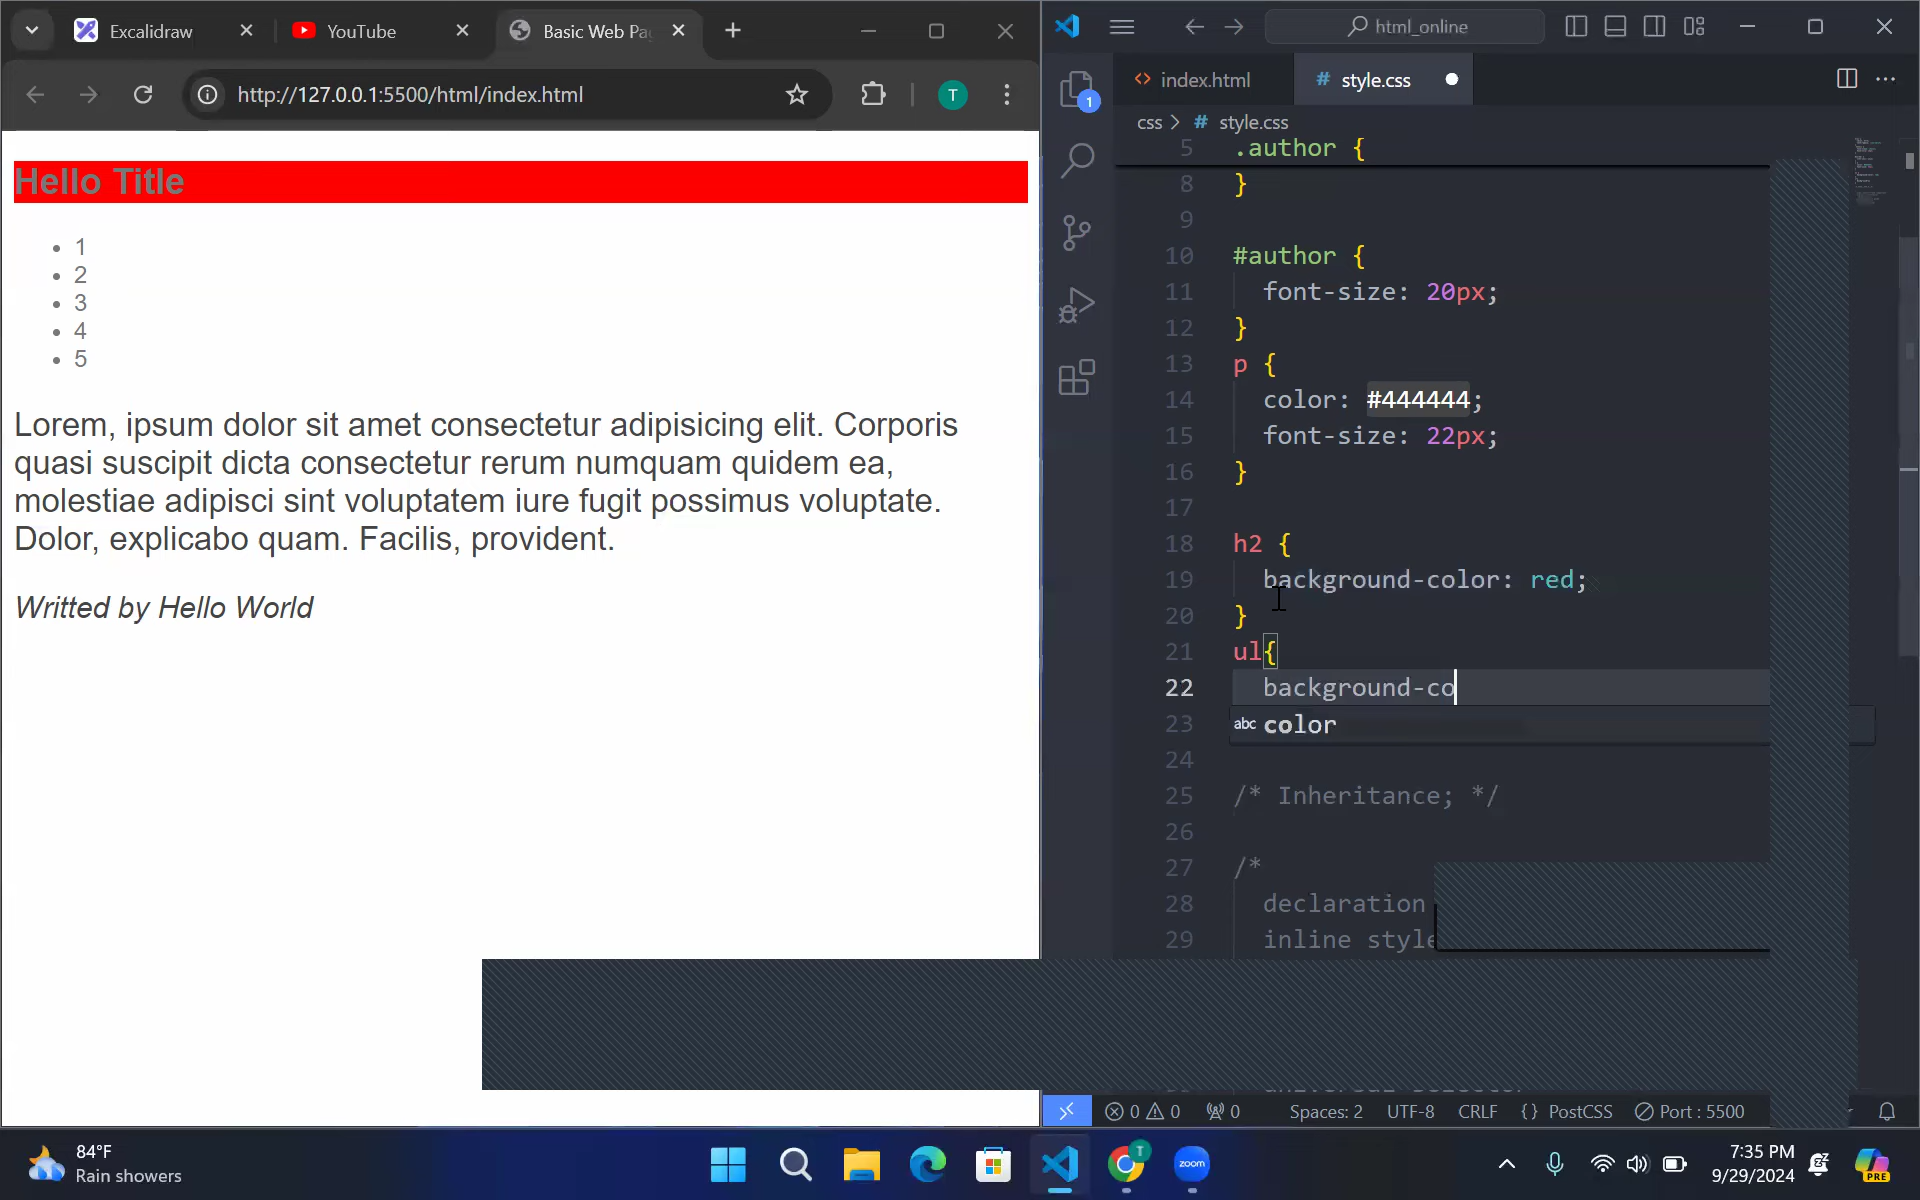 Excalidraw
YouTube
Basic Web Pa
html_online
http://127.0.0.1:5500/html/index.html
T
index.html
# style.css
1
css > # style.css
Hello Title
• 1
• 2
• 3
• 4
• 5
Lorem, ipsum dolor sit amet consectetur adipisicing elit. Corporis
quasi suscipit dicta consectetur rerum numquam quidem ea,
molestiae adipisci sint voluptatem iure fugit possimus voluptate.
Dolor, explicabo quam. Facilis, provident.
Writted by Hello World
5 .author {
8 }
9
10 #author {
11 font-size: 20px;
12 }
13 p {
14 color: #444444;
15 font-size: 22px;
16 }
17
18 h2 {
19 background-color: red;
20 }
21 ul{
22 background-co
23 abc color
24
25 /* Inheritance; */
26
27 /*
28 declaration
29 inline style
0 0 0 Spaces: 2 UTF-8 CRLF {} PostCSS Port : 5500
84°F
Rain showers
T
zoom
7:35 PM
9/29/2024
PRE